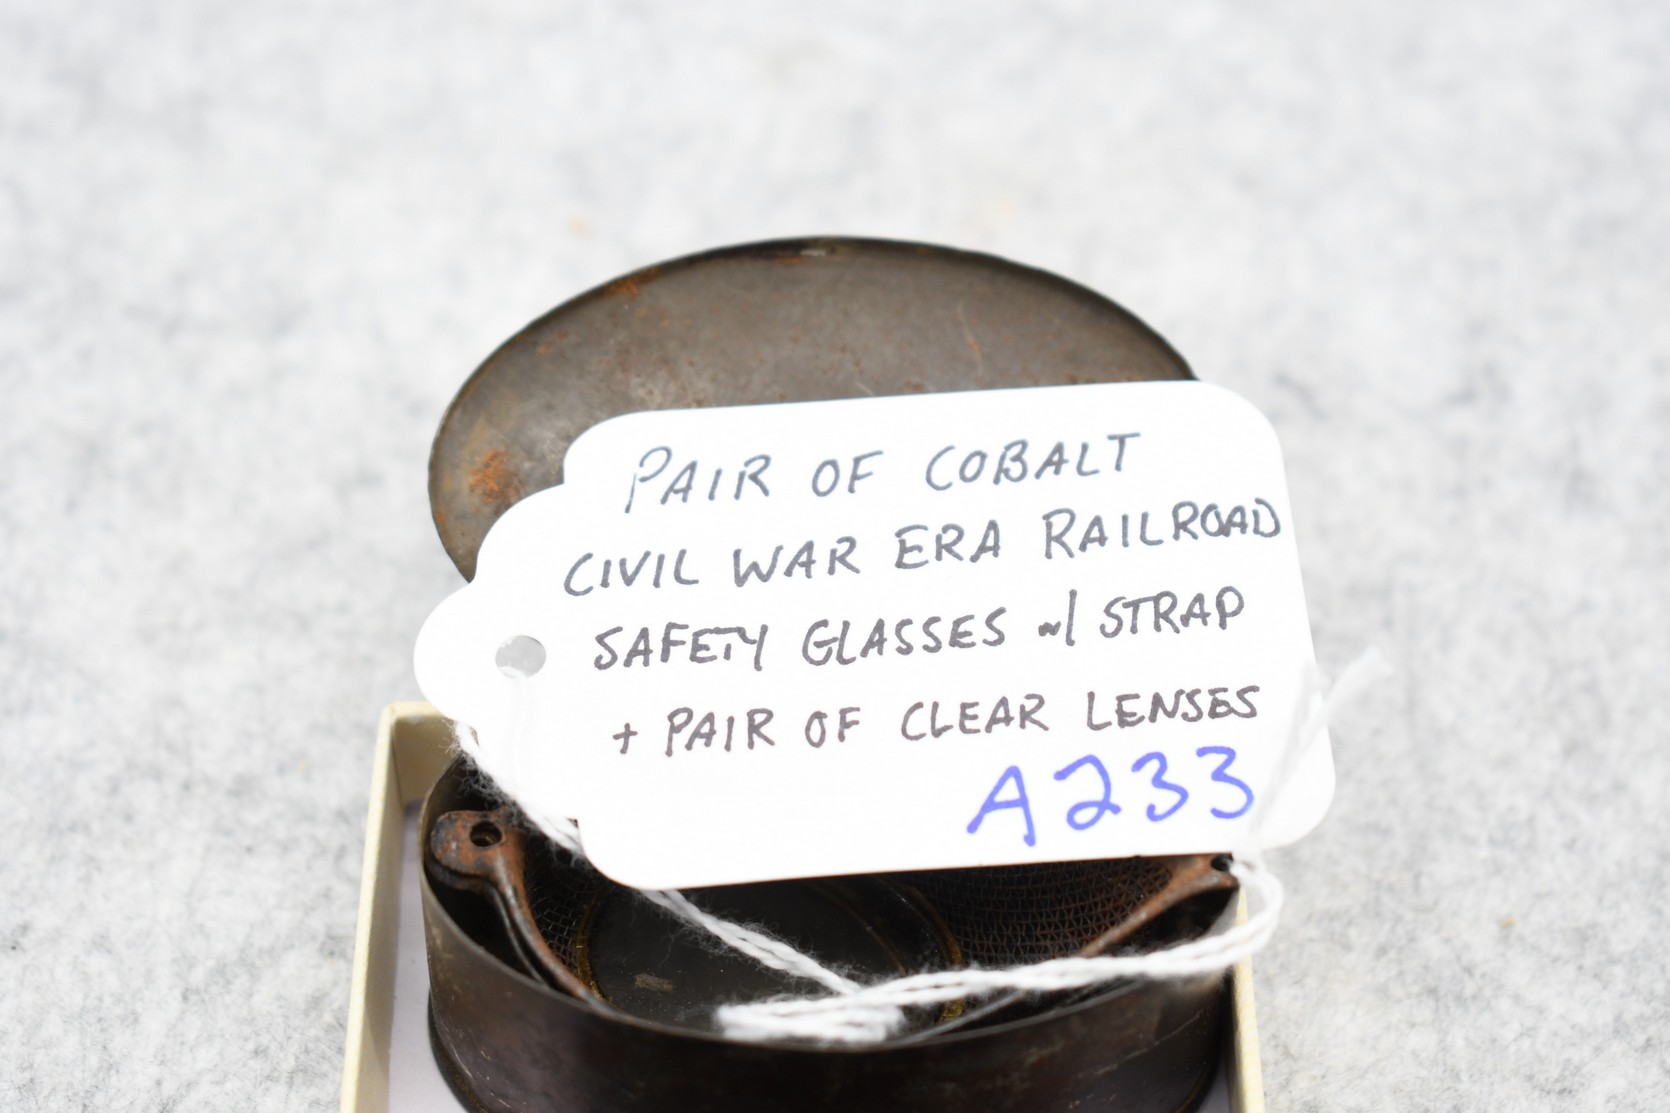 PAIR OF COBALT
CIVIL WAR ERA RAILROAD
SAFETY GLASSES w/ STRAP
+ PAIR OF CLEAR LENSES
A233